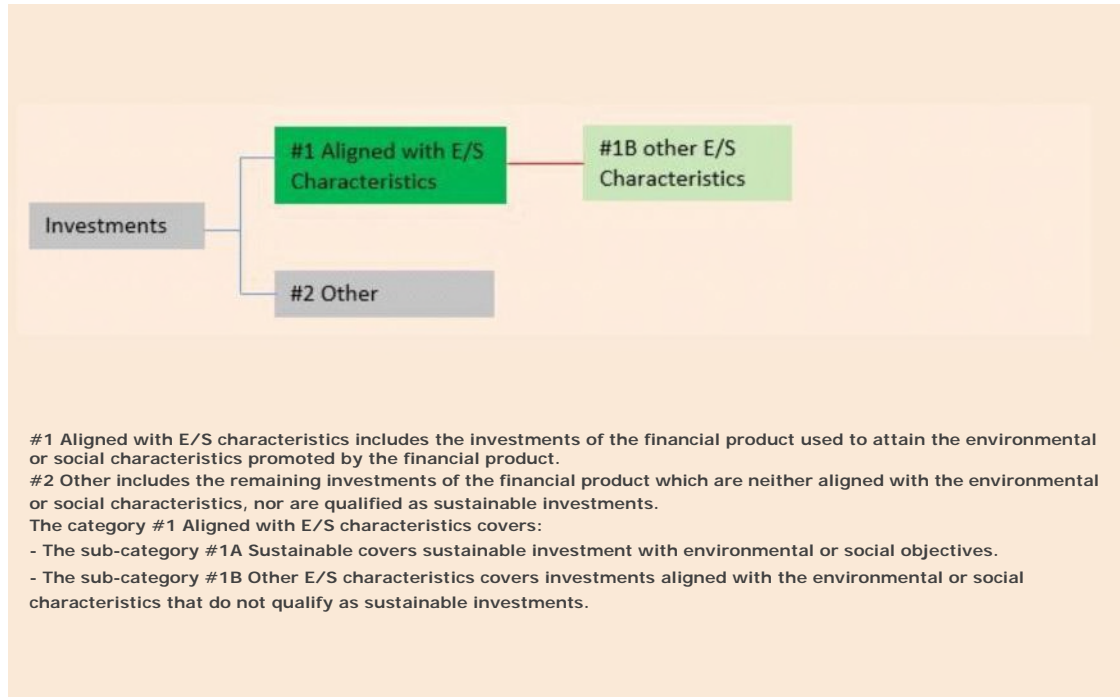 #1 Aligned with E/S
Characteristics
#1B other E/S
Characteristics
Investments
#2 Other
#1 Aligned with E/S characteristics includes the investments of the financial product used to attain the environmental
or social characteristics promoted by the financial product.
#2 Other includes the remaining investments of the financial product which are neither aligned with the environmental
or social characteristics, nor are qualified as sustainable investments.
The category #1 Aligned with E/S characteristics covers:
- The sub-category #1A Sustainable covers sustainable investment with environmental or social objectives.
- The sub-category #1B Other E/S characteristics covers investments aligned with the environmental or social
characteristics that do not qualify as sustainable investments.